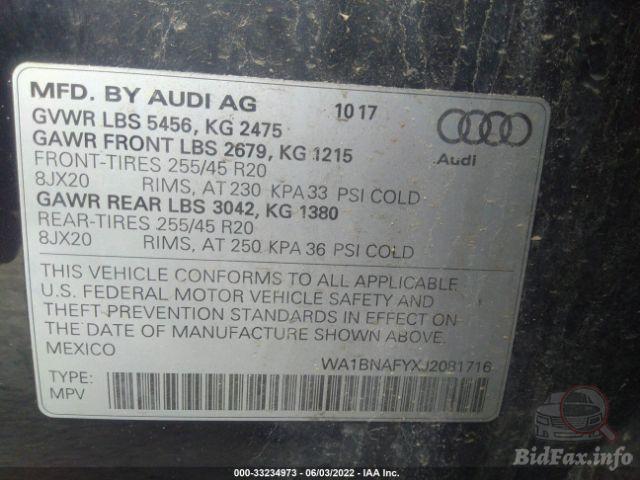 MFD. BY AUDI AG 10 17
GVWR LBS 5456, KG 2475
GAWR FRONT LBS 2679, KG 1215
Audi
FRONT-TIRES 255/45 R20
8JX20 RIMS, AT 230 KPA 33 PSI COLD
GAWR REAR LBS 3042, KG 1380
REAR-TIRES 255/45 R20
8JX20 RIMS, AT 250 KPA 36 PSI COLD
THIS VEHICLE CONFORMS TO ALL APPLICABLE
U.S. FEDERAL MOTOR VEHICLE SAFETY AND
THEFT-PREVENTION STANDARDS IN EFFECT ON
THE DATE OF MANUFACTURE SHOWN ABOVE.
MEXICO WA1BNAFYXJ2081716
TYPE:
MPV
000-33234973 - 06/03/2022 - IAA Inc.
BidFax.info